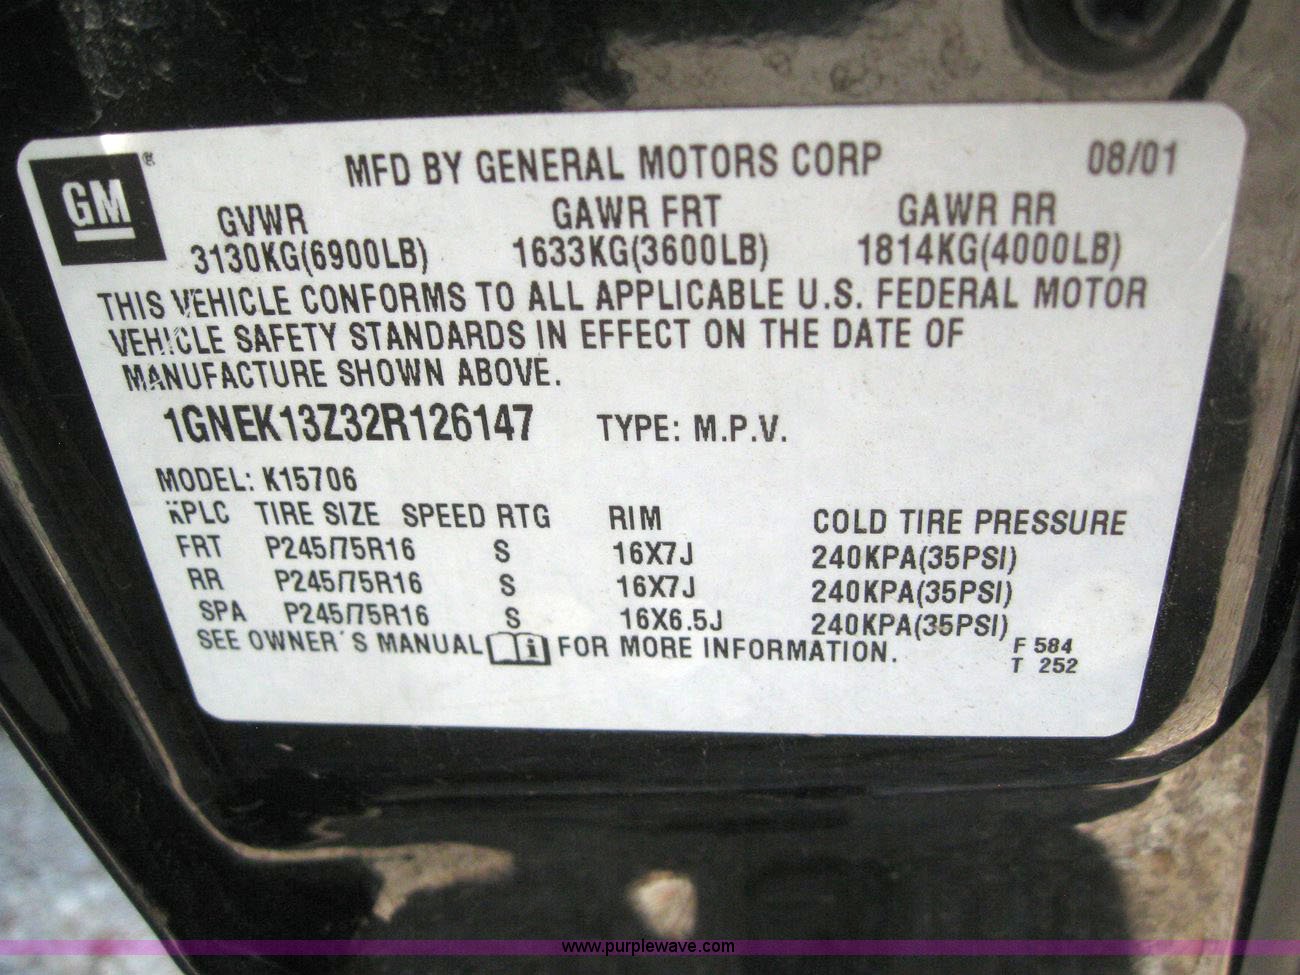 GM ® MFD BY GENERAL MOTORS CORP 08/01
GVWR GAWR FRT GAWR RR
3130KG(6900LB) 1633KG(3600LB) 1814KG(4000LB)
THIS VEHICLE CONFORMS TO ALL APPLICABLE U.S. FEDERAL MOTOR
VEHICLE SAFETY STANDARDS IN EFFECT ON THE DATE OF
MANUFACTURE SHOWN ABOVE.
1GNEK13Z32R126147 TYPE: M.P.V.
MODEL: K15706
KPLC TIRE SIZE SPEED RTG RIM COLD TIRE PRESSURE
FRT P245/75R16 S 16X7J 240KPA(35PSI)
RR P245/75R16 S 16X7J 240KPA(35PSI)
SPA P245/75R16 S 16X6.5J 240KPA(35PSI)
SEE OWNER´S MANUAL i FOR MORE INFORMATION. F 584
T 252
www.purplewave.com